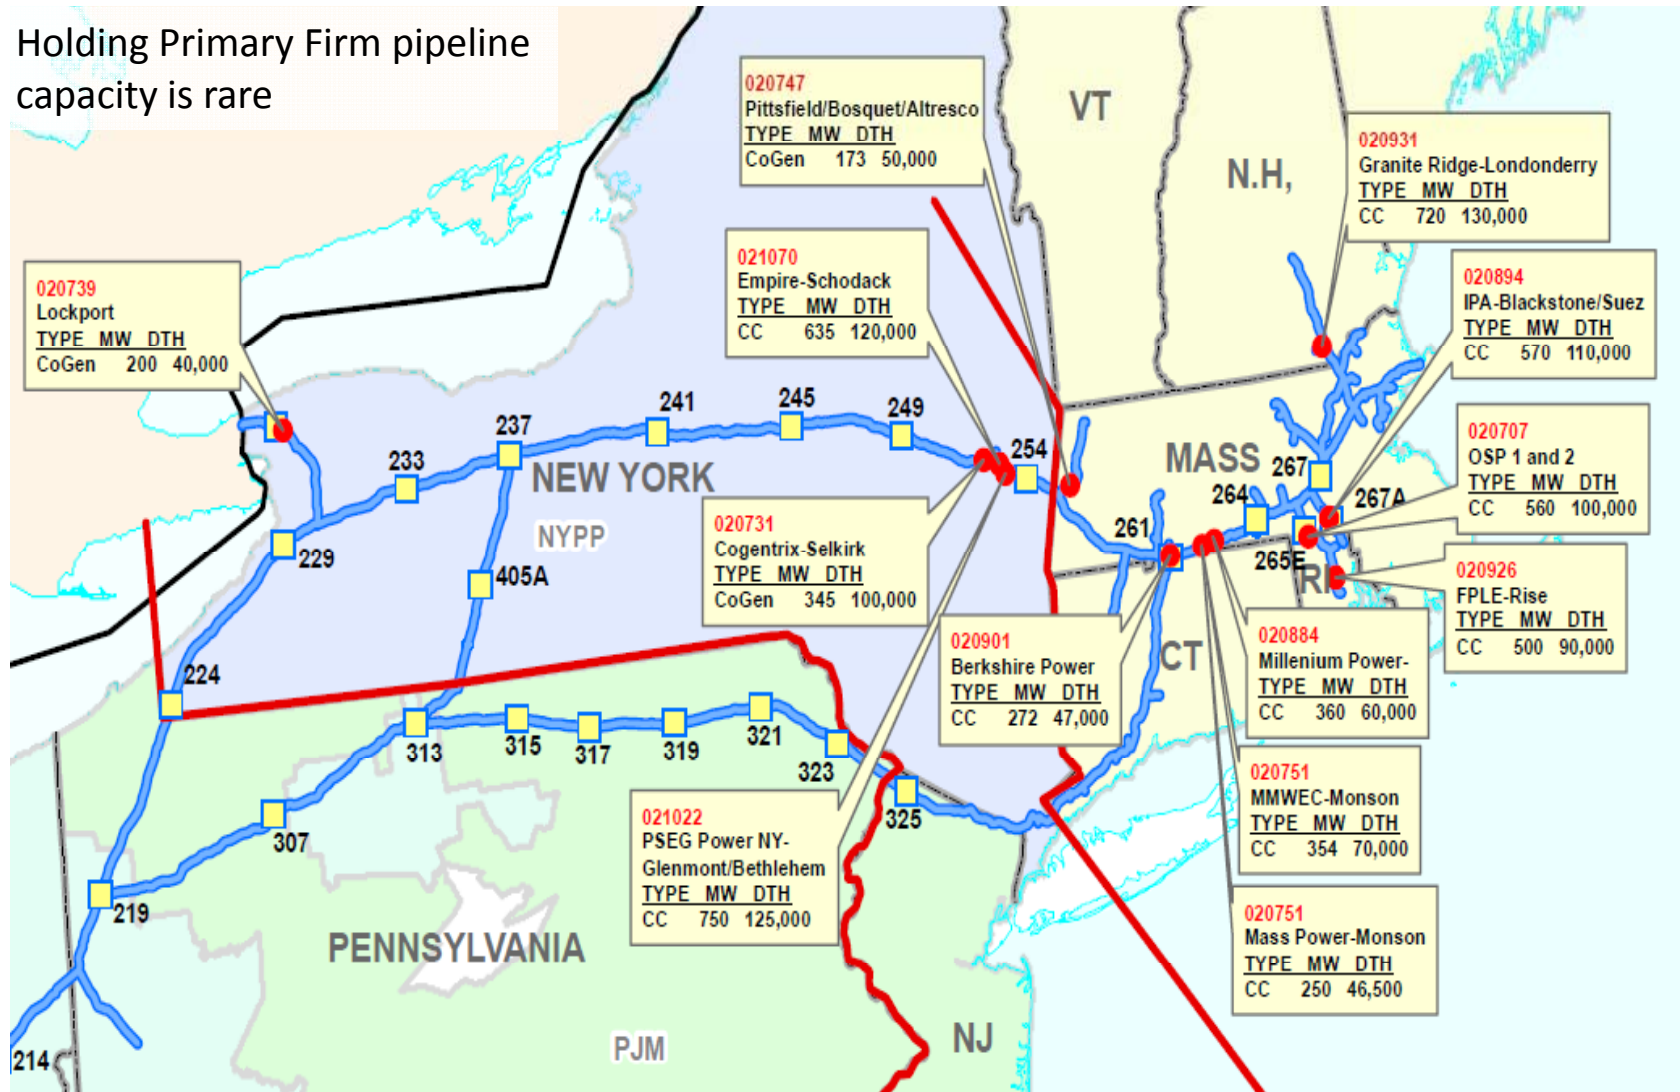 Holding Primary Firm pipeline
capacity is rare
020747
Pittsfield/Bosquet/Altresco
TYPE MW DTH
CoGen 173 50,000
VT
N.H,
020931
Granite Ridge-Londonderry
TYPE MW DTH
CC 720 130,000
021070
Empire-Schodack
TYPE MW DTH
CC 635 120,000
020894
IPA-Blackstone/Suez
TYPE MW DTH
CC 570 110,000
020739
Lockport
TYPE MW DTH
CoGen 200 40,000
020707
OSP 1 and 2
TYPE MW DTH
CC 560 100,000
229
233
237
241
245
249
254
NEW YORK
NYPP
405A
MASS
261
264
267
267A
265E
RI
CT
020731
Cogentrix-Selkirk
TYPE MW DTH
CoGen 345 100,000
020926
FPLE-Rise
TYPE MW DTH
CC 500 90,000
020901
Berkshire Power
TYPE MW DTH
CC 272 47,000
020884
Millenium Power-
TYPE MW DTH
CC 360 60,000
224
313
315
317
319
321
323
325
307
219
214
020751
MMWEC-Monson
TYPE MW DTH
CC 354 70,000
021022
PSEG Power NY-
Glenmont/Bethlehem
TYPE MW DTH
CC 750 125,000
020751
Mass Power-Monson
TYPE MW DTH
CC 250 46,500
PENNSYLVANIA
PJM
NJ